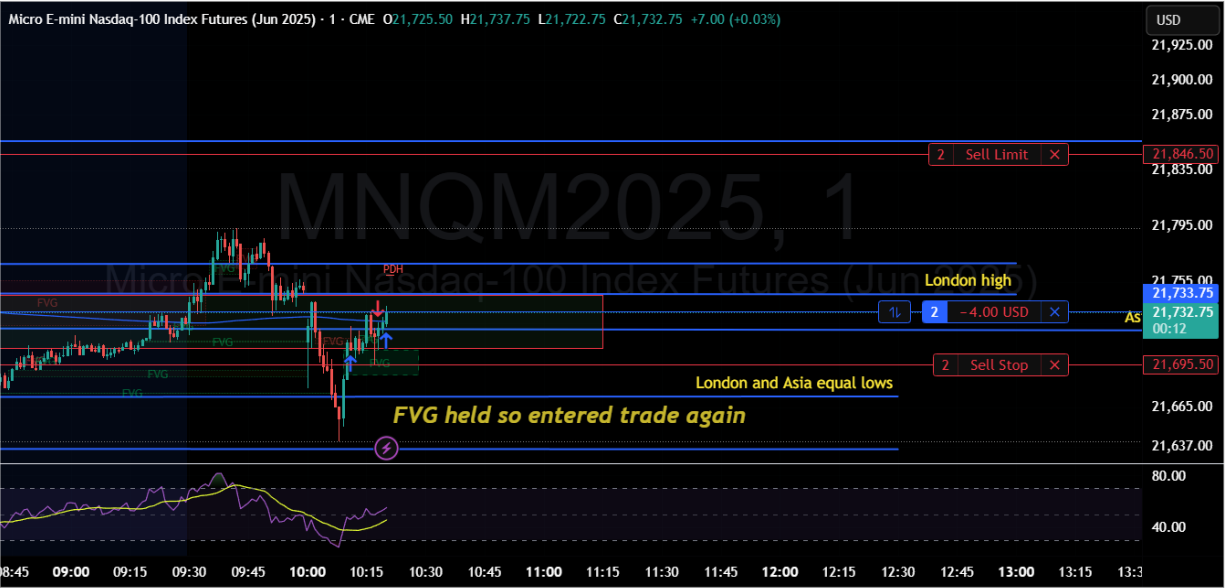 Micro E-mini Nasdaq-100 Index Futures (Jun 2025) · 1 · CME O21,725.50 H21,737.75 L21,722.75 C21,732.75 +7.00 (+0.03%)
USD
21,925.00
21,900.00
21,875.00
2 Sell Limit × 21,846.50
21,835.00
MNQM2025, 1
21,795.00
Micro E-mini Nasdaq-100 Index Futures (Jun 2025)
FVG
PDH
London high
21,755.00
21,733.75
FVG
2 −4.00 USD × 21,732.75
As
00:12
FVG
FVG
FVG
FVG
2 Sell Stop × 21,695.50
FVG
London and Asia equal lows
FVG
21,665.00
FVG held so entered trade again
21,637.00
80.00
40.00
08:45 09:00 09:15 09:30 09:45 10:00 10:15 10:30 10:45 11:00 11:15 11:30 11:45 12:00 12:15 12:30 12:45 13:00 13:15 13:3